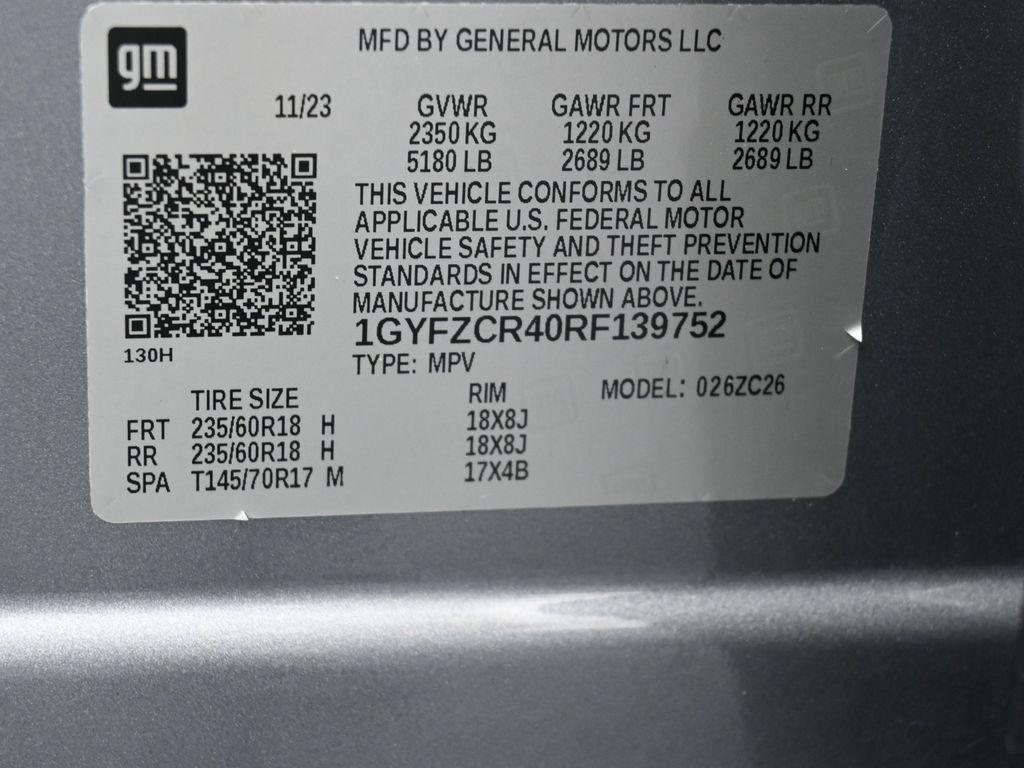 gm
MFD BY GENERAL MOTORS LLC
11/23 GVWR GAWR FRT GAWR RR
2350 KG 1220 KG 1220 KG
5180 LB 2689 LB 2689 LB
THIS VEHICLE CONFORMS TO ALL
APPLICABLE U.S. FEDERAL MOTOR
VEHICLE SAFETY AND THEFT PREVENTION
STANDARDS IN EFFECT ON THE DATE OF
MANUFACTURE SHOWN ABOVE.
1GYFZCR40RF139752
130H
TYPE: MPV
TIRE SIZE RIM MODEL: 026ZC26
FRT 235/60R18 H 18X8J
RR 235/60R18 H 18X8J
SPA T145/70R17 M 17X4B